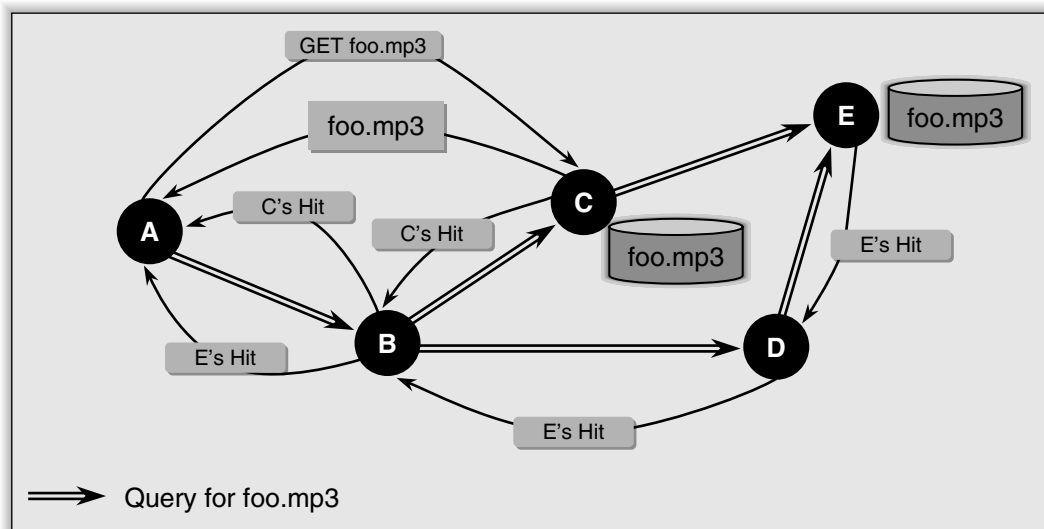 GET foo.mp3
foo.mp3
E
foo.mp3
C's Hit
A
C
C's Hit
foo.mp3
E's Hit
B
D
E's Hit
E's Hit
Query for foo.mp3